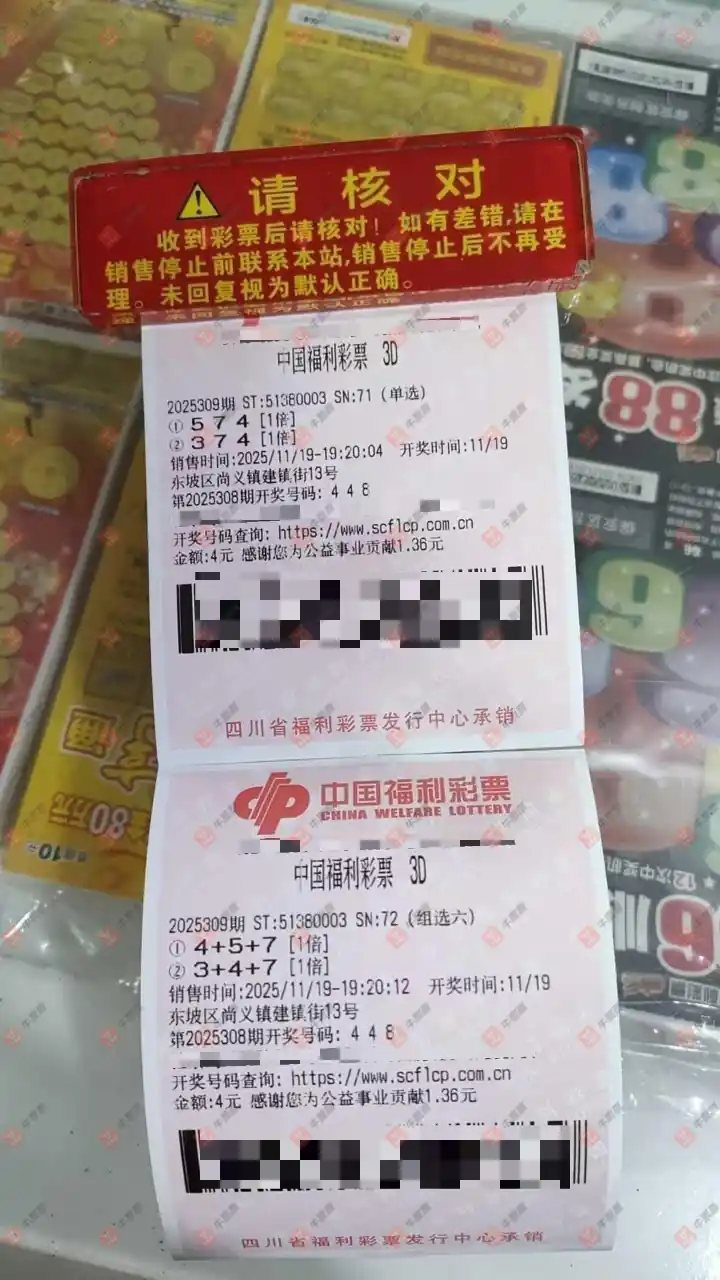 请核对
收到彩票后请核对！如有差错,请在
销售停止前联系本站,销售停止后不再受
理。未回复视为默认正确。
中国福利彩票 3D
2025309期 ST:51380003 SN:71 (单选)
① 5 7 4 [1倍]
② 3 7 4 [1倍]
销售时间:2025/11/19-19:20:04 开奖时间:11/19
东坡区尚义镇建镇街13号
第2025308期开奖号码: 4 4 8
开奖号码查询: https://www.scflcp.com.cn
金额:4元 感谢您为公益事业贡献1.36元
四川省福利彩票发行中心承销
中国福利彩票
CHINA WELFARE LOTTERY
中国福利彩票 3D
2025309期 ST:51380003 SN:72 (组选六)
① 4+5+7 [1倍]
② 3+4+7 [1倍]
销售时间:2025/11/19-19:20:12 开奖时间:11/19
东坡区尚义镇建镇街13号
第2025308期开奖号码: 4 4 8
开奖号码查询: https://www.scflcp.com.cn
金额:4元 感谢您为公益事业贡献1.36元
四川省福利彩票发行中心承销
88
80万元